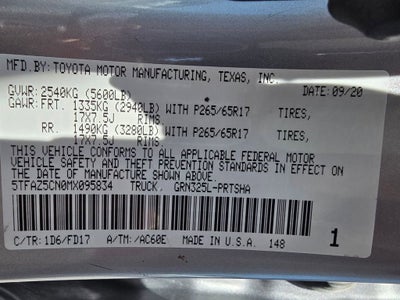 MFD.BY:TOYOTA MOTOR MANUFACTURING, TEXAS, INC.
GVWR: 2540KG (5600LB) DATE: 09/20
GAWR: FRT. 1335KG (2940LB) WITH P265/65R17 TIRES,
17X7.5J RIMS.
RR. 1490KG (3280LB) WITH P265/65R17 TIRES,
17X7.5J RIMS.
THIS VEHICLE CONFORMS TO ALL APPLICABLE FEDERAL MOTOR
VEHICLE SAFETY AND THEFT PREVENTION STANDARDS IN EFFECT ON
THE DATE OF MANUFACTURE SHOWN ABOVE.
5TFAZ5CN0MX095834 TRUCK, GRN325L-PRTSHA
C/TR:1D6/FD17 A/TM:/AC60E MADE IN U.S.A. 148 1